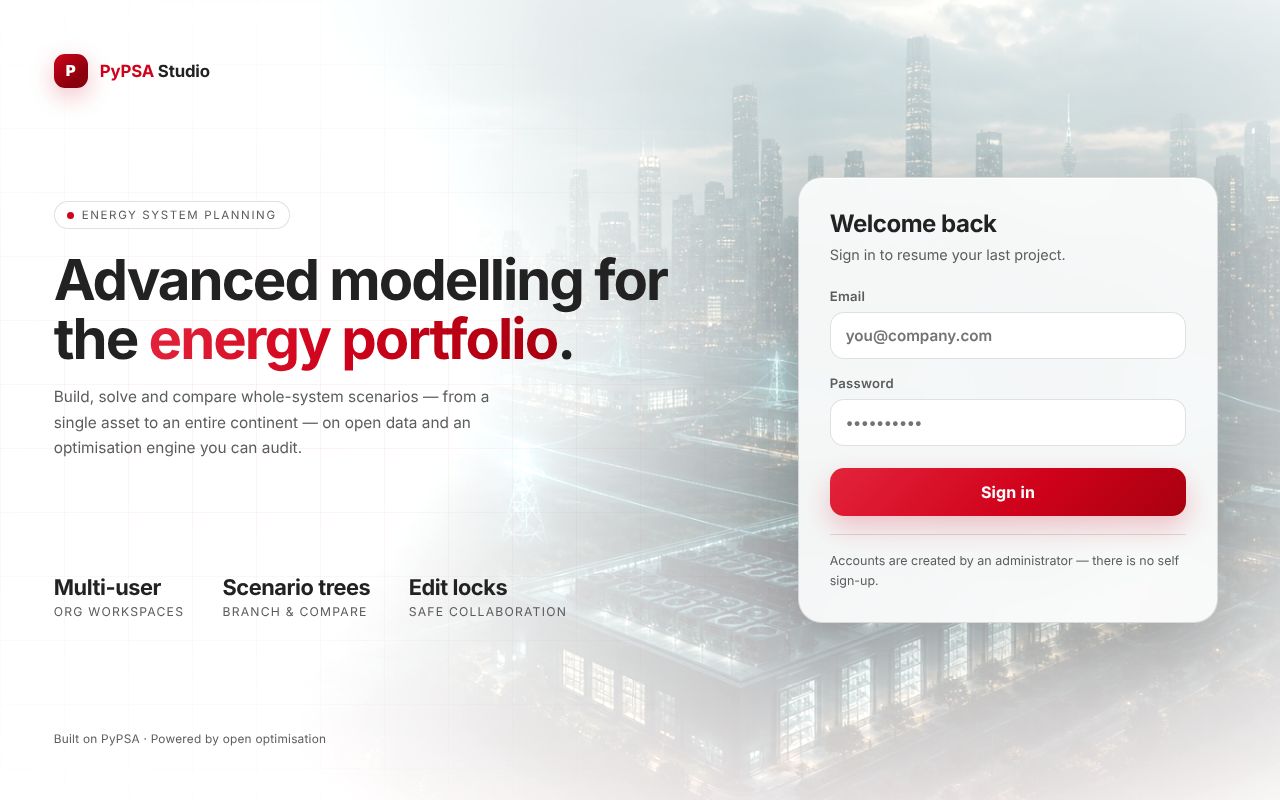 P
PyPSA Studio
ENERGY SYSTEM PLANNING
Advanced modelling for
the energy portfolio.
Build, solve and compare whole-system scenarios — from a
single asset to an entire continent — on open data and an
optimisation engine you can audit.
Multi-user
ORG WORKSPACES
Scenario trees
BRANCH & COMPARE
Edit locks
SAFE COLLABORATION
Built on PyPSA · Powered by open optimisation
Welcome back
Sign in to resume your last project.
Email
you@company.com
Password
••••••••••
Sign in
Accounts are created by an administrator — there is no self
sign-up.